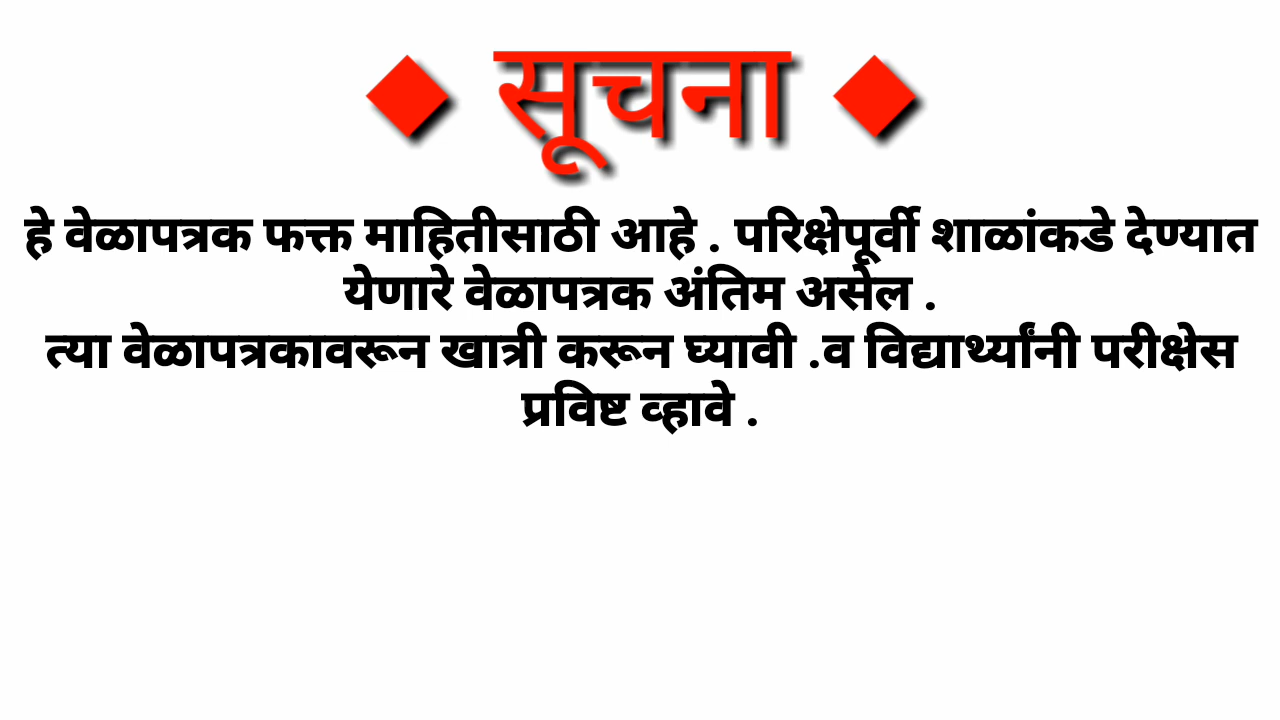 ◆ सूचना ◆
हे वेळापत्रक फक्त माहितीसाठी आहे . परिक्षेपूर्वी शाळांकडे देण्यात
येणारे वेळापत्रक अंतिम असेल .
त्या वेळापत्रकावरून खात्री करून घ्यावी .व विद्यार्थ्यांनी परीक्षेस
प्रविष्ट व्हावे .